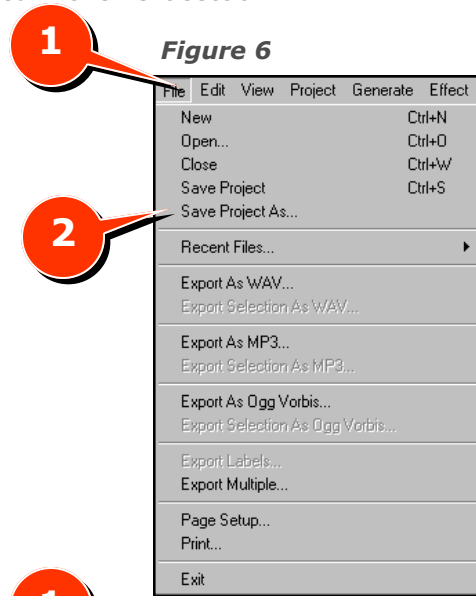 1
Figure 6
File Edit View Project Generate Effect
New Ctrl+N
Open... Ctrl+O
Close Ctrl+W
Save Project Ctrl+S
Save Project As...
2
Recent Files...
Export As WAV...
Export Selection As WAV...
Export As MP3...
Export Selection As MP3...
Export As Ogg Vorbis...
Export Selection As Ogg Vorbis...
Export Labels...
Export Multiple...
Page Setup...
Print...
Exit
1